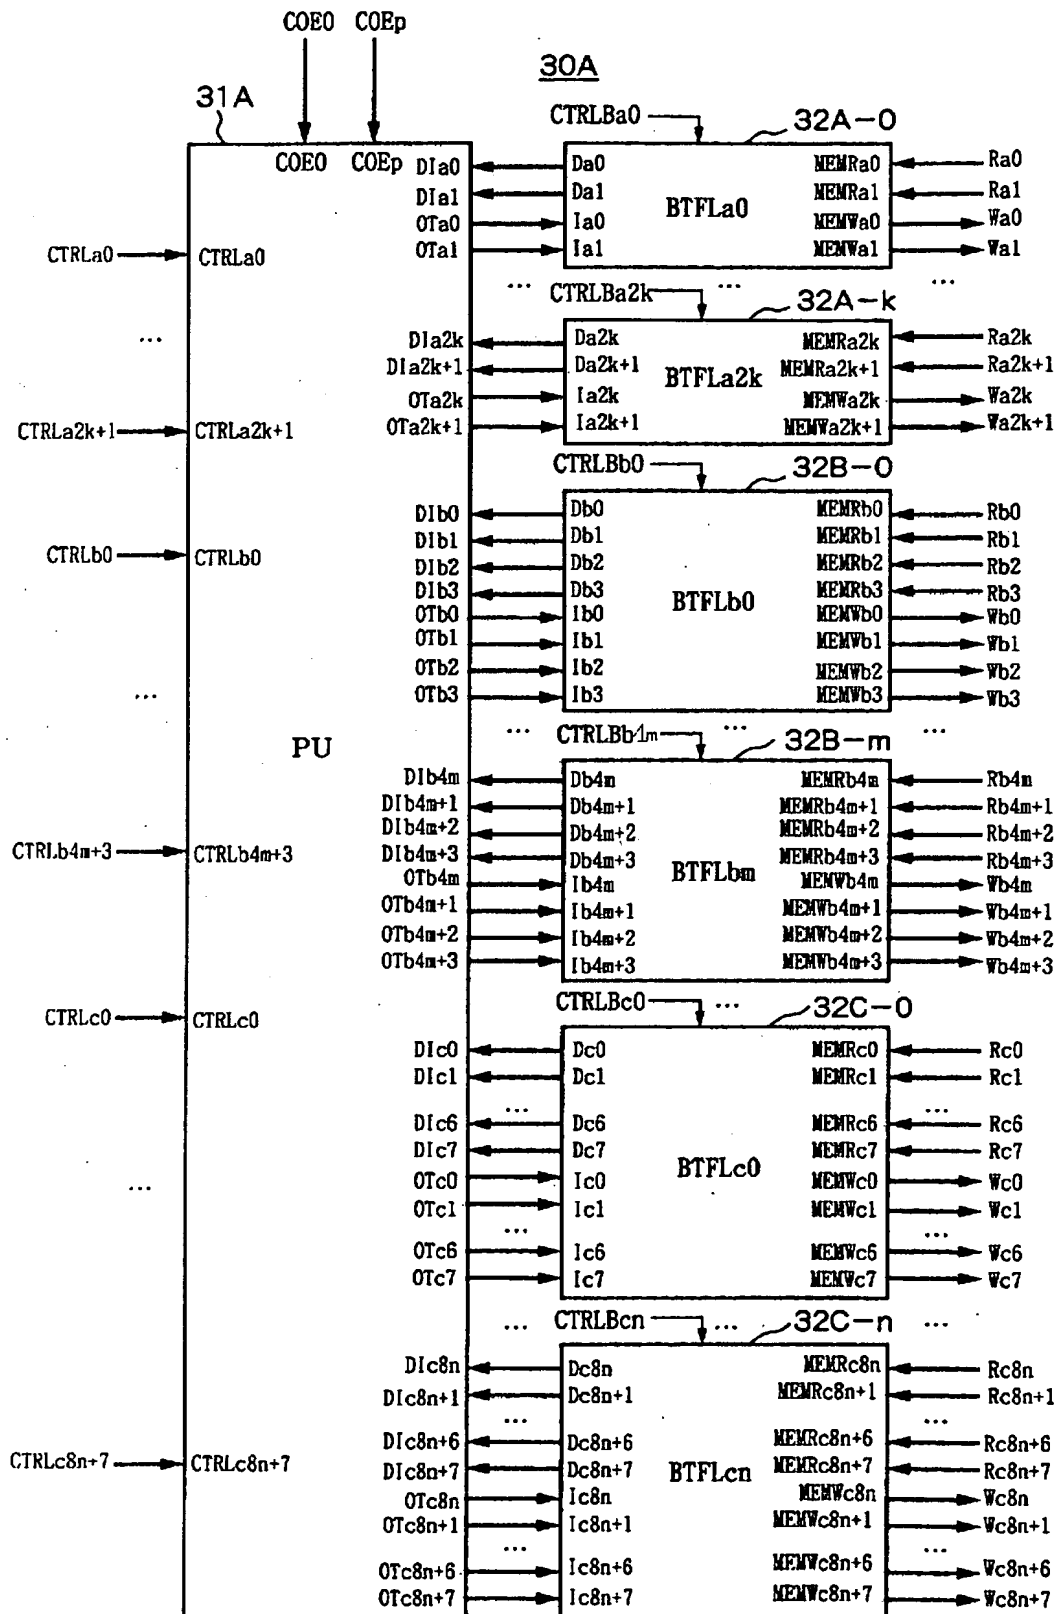 COE0 COEp
30A
31A
CTRLBa0 32A-0
COE0 COEp DIa0 Da0 MEMRa0 Ra0
DIa1 Da1 BTFLa0 MEMRa1 Ra1
OTa0 Ia0 MEMWa0 Wa0
CTRLa0 CTRLa0 OTa1 Ia1 MEMWa1 Wa1
... CTRLBa2k ... 32A-k ...
... DIa2k Da2k MEMRa2k Ra2k
DIa2k+1 Da2k+1 BTFLa2k MEMRa2k+1 Ra2k+1
OTa2k Ia2k MEMWa2k Wa2k
CTRLa2k+1 CTRLa2k+1 OTa2k+1 Ia2k+1 MEMWa2k+1 Wa2k+1
CTRLBb0 32B-0
DIb0 Db0 MEMRb0 Rb0
DIb1 Db1 MEMRb1 Rb1
CTRLb0 CTRLb0 DIb2 Db2 MEMRb2 Rb2
DIb3 Db3 BTFLb0 MEMRb3 Rb3
OTb0 Ib0 MEMWb0 Wb0
OTb1 Ib1 MEMWb1 Wb1
OTb2 Ib2 MEMWb2 Wb2
... OTb3 Ib3 MEMWb3 Wb3
... CTRLBb4m ... 32B-m ...
PU
DIb4m Db4m MEMRb4m Rb4m
DIb4m+1 Db4m+1 MEMRb4m+1 Rb4m+1
DIb4m+2 Db4m+2 MEMRb4m+2 Rb4m+2
CTRLb4m+3 CTRLb4m+3 DIb4m+3 Db4m+3 BTFLbm MEMRb4m+3 Rb4m+3
OTb4m Ib4m MEMWb4m Wb4m
OTb4m+1 Ib4m+1 MEMWb4m+1 Wb4m+1
OTb4m+2 Ib4m+2 MEMWb4m+2 Wb4m+2
OTb4m+3 Ib4m+3 MEMWb4m+3 Wb4m+3
CTRLBc0 ... 32C-0
CTRLc0 CTRLc0
DIc0 Dc0 MEMRc0 Rc0
DIc1 Dc1 MEMRc1 Rc1
... ...
DIc6 Dc6 MEMRc6 Rc6
DIc7 Dc7 BTFLc0 MEMRc7 Rc7
... OTc0 Ic0 MEMWc0 Wc0
OTc1 Ic1 MEMWc1 Wc1
... ...
OTc6 Ic6 MEMWc6 Wc6
OTc7 Ic7 MEMWc7 Wc7
... CTRLBcn ... 32C-n ...
DIc8n Dc8n MEMRc8n Rc8n
DIc8n+1 Dc8n+1 MEMRc8n+1 Rc8n+1
... ...
DIc8n+6 Dc8n+6 MEMRc8n+6 Rc8n+6
CTRLc8n+7 CTRLc8n+7 DIc8n+7 Dc8n+7 BTFLcn MEMRc8n+7 Rc8n+7
OTc8n Ic8n MEMWc8n Wc8n
OTc8n+1 Ic8n+1 MEMWc8n+1 Wc8n+1
... ...
OTc8n+6 Ic8n+6 MEMWc8n+6 Wc8n+6
OTc8n+7 Ic8n+7 MEMWc8n+7 Wc8n+7